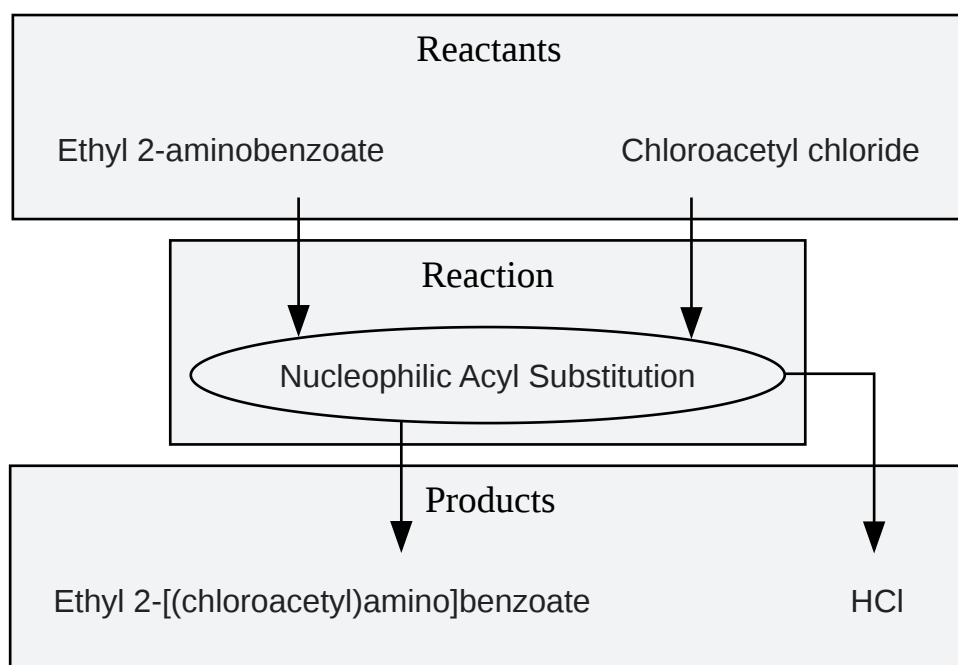 Reactants
Ethyl 2-aminobenzoate
Chloroacetyl chloride
Reaction
Nucleophilic Acyl Substitution
Products
Ethyl 2-[(chloroacetyl)amino]benzoate
HCl